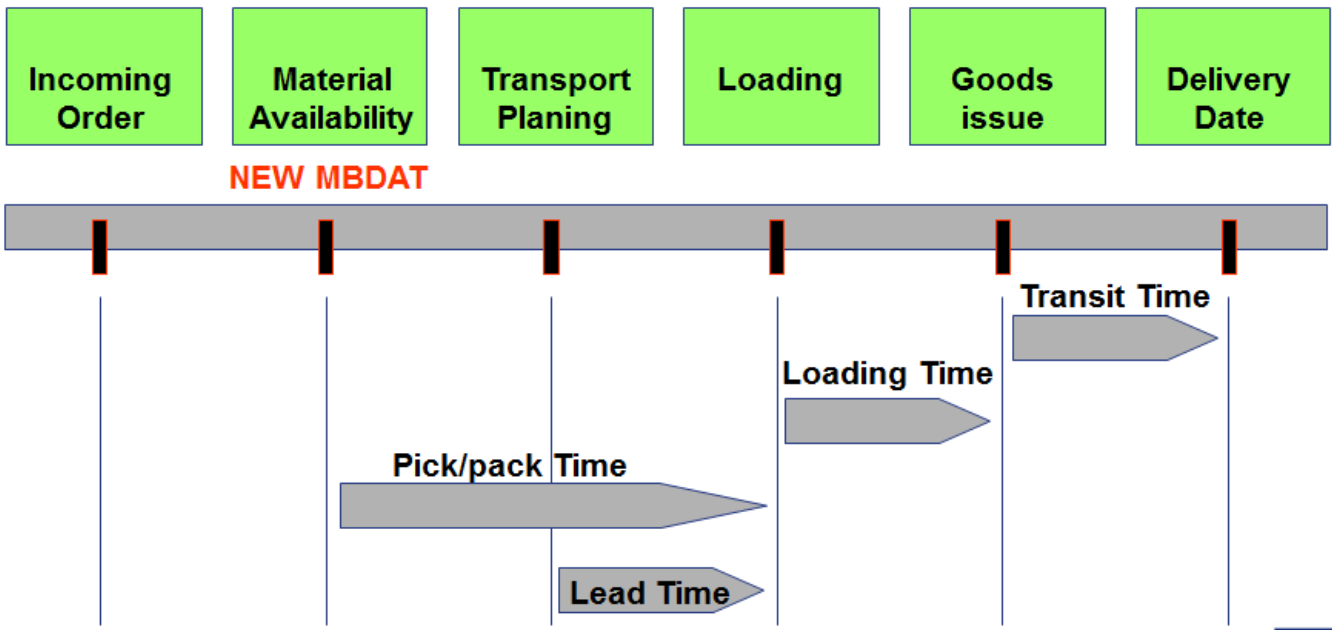 Incoming
Order
Material
Availability
Transport
Planing
Loading
Goods
issue
Delivery
Date
NEW MBDAT
Transit Time
Loading Time
Pick/pack Time
Lead Time